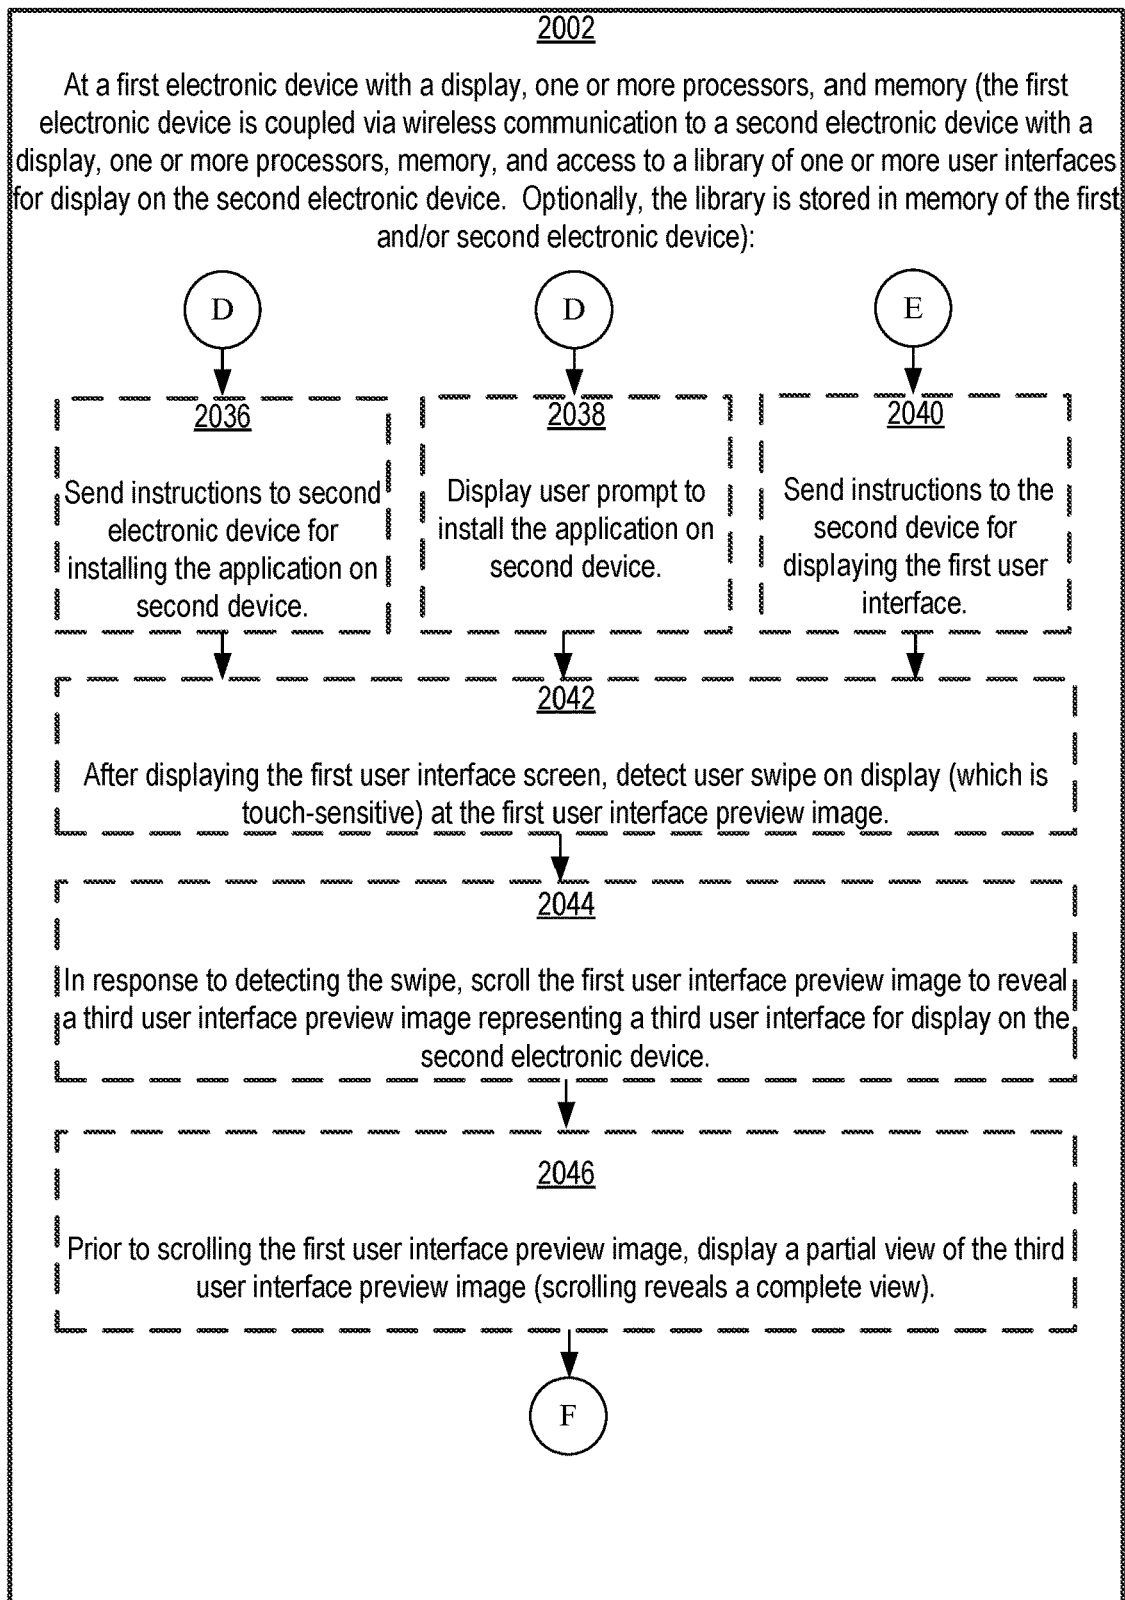 2002
At a first electronic device with a display, one or more processors, and memory (the first
electronic device is coupled via wireless communication to a second electronic device with a
display, one or more processors, memory, and access to a library of one or more user interfaces
for display on the second electronic device.  Optionally, the library is stored in memory of the first
and/or second electronic device):
D
D
E
2036
Send instructions to second
electronic device for
installing the application on
second device.
2038
Display user prompt to
install the application on
second device.
2040
Send instructions to the
second device for
displaying the first user
interface.
2042
After displaying the first user interface screen, detect user swipe on display (which is
touch-sensitive) at the first user interface preview image.
2044
In response to detecting the swipe, scroll the first user interface preview image to reveal
a third user interface preview image representing a third user interface for display on the
second electronic device.
2046
Prior to scrolling the first user interface preview image, display a partial view of the third
user interface preview image (scrolling reveals a complete view).
F